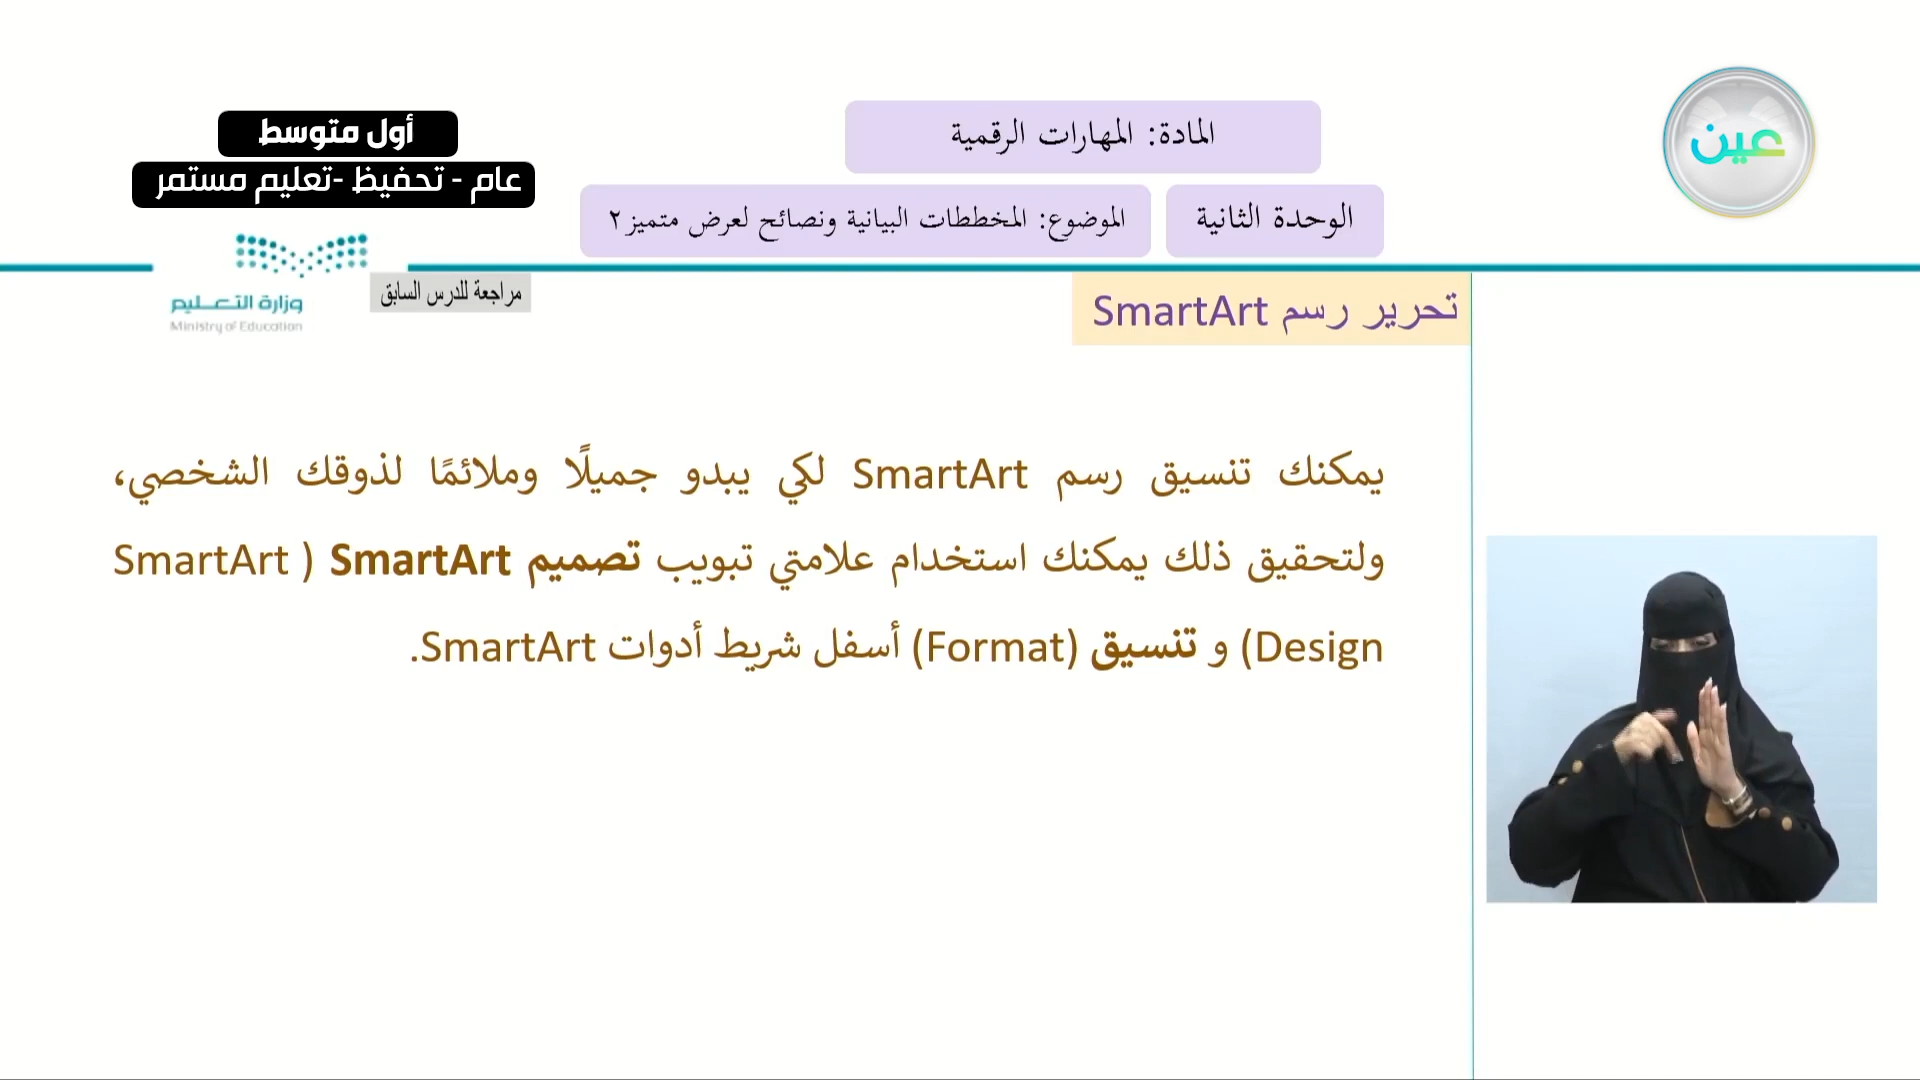 عين
المادة: المهارات الرقمية
أول متوسط
عام - تحفيظ -تعليم مستمر
الوحدة الثانية
الموضوع: المخططات البيانية ونصائح لعرض متميز٢
وزارة التعليم
Ministry of Education
مراجعة للدرس السابق
تحرير رسم SmartArt
يمكنك تنسيق رسم SmartArt لكي يبدو جميلًا وملائمًا لذوقك الشخصي،
ولتحقيق ذلك يمكنك استخدام علامتي تبويب تصميم SmartArt ( SmartArt
Design) و تنسيق (Format) أسفل شريط أدوات SmartArt.